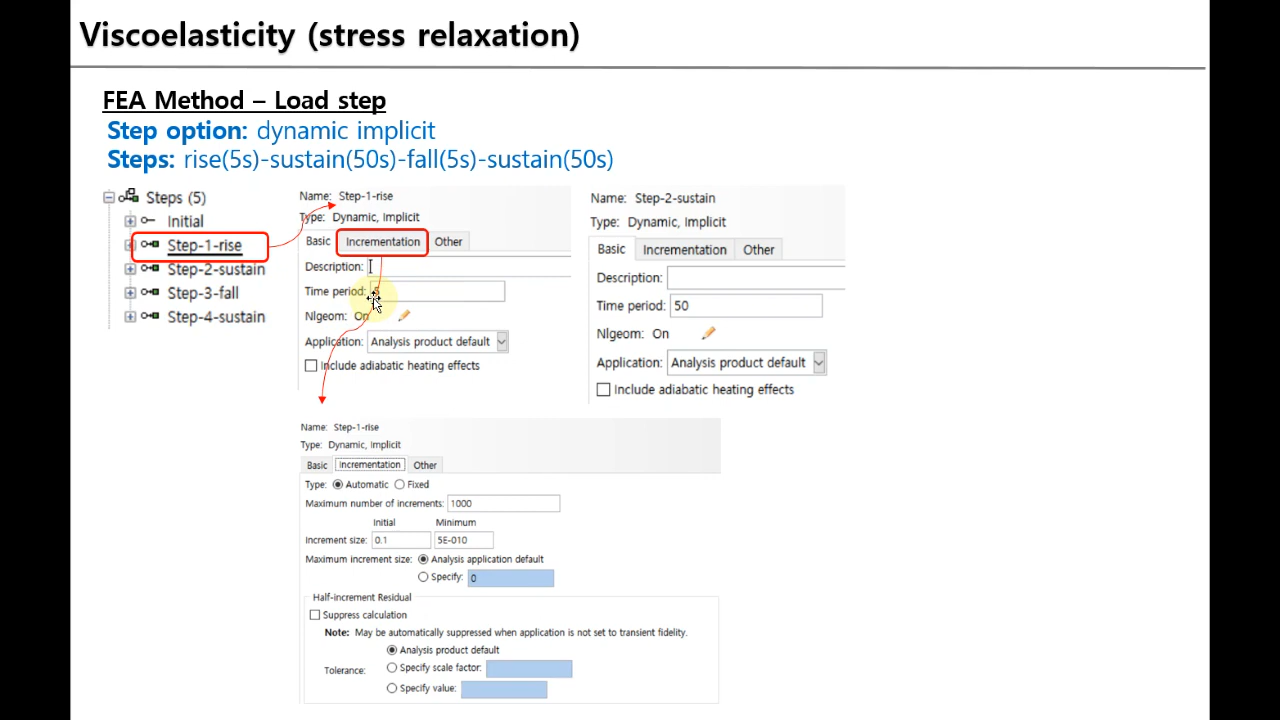 Viscoelasticity (stress relaxation)
FEA Method – Load step
Step option: dynamic implicit
Steps: rise(5s)-sustain(50s)-fall(5s)-sustain(50s)
Steps (5)
Initial
Step-1-rise
Step-2-sustain
Step-3-fall
Step-4-sustain
Name: Step-1-rise
Type: Dynamic, Implicit
Basic Incrementation Other
Description:
Time period:
Nlgeom: On
Application: Analysis product default
Include adiabatic heating effects
Name: Step-2-sustain
Type: Dynamic, Implicit
Basic Incrementation Other
Description:
Time period: 50
Nlgeom: On
Application: Analysis product default
Include adiabatic heating effects
Name: Step-1-rise
Type: Dynamic, Implicit
Basic Incrementation Other
Type: Automatic Fixed
Maximum number of increments: 1000
Initial Minimum
Increment size: 0.1 5E-010
Maximum increment size: Analysis application default
Specify: 0
Half-increment Residual
Suppress calculation
Note: May be automatically suppressed when application is not set to transient fidelity.
Analysis product default
Tolerance: Specify scale factor:
Specify value: